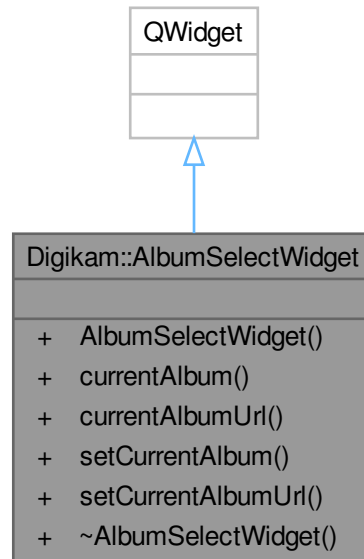 QWidget
Digikam::AlbumSelectWidget
+ AlbumSelectWidget()
+ currentAlbum()
+ currentAlbumUrl()
+ setCurrentAlbum()
+ setCurrentAlbumUrl()
+ ~AlbumSelectWidget()